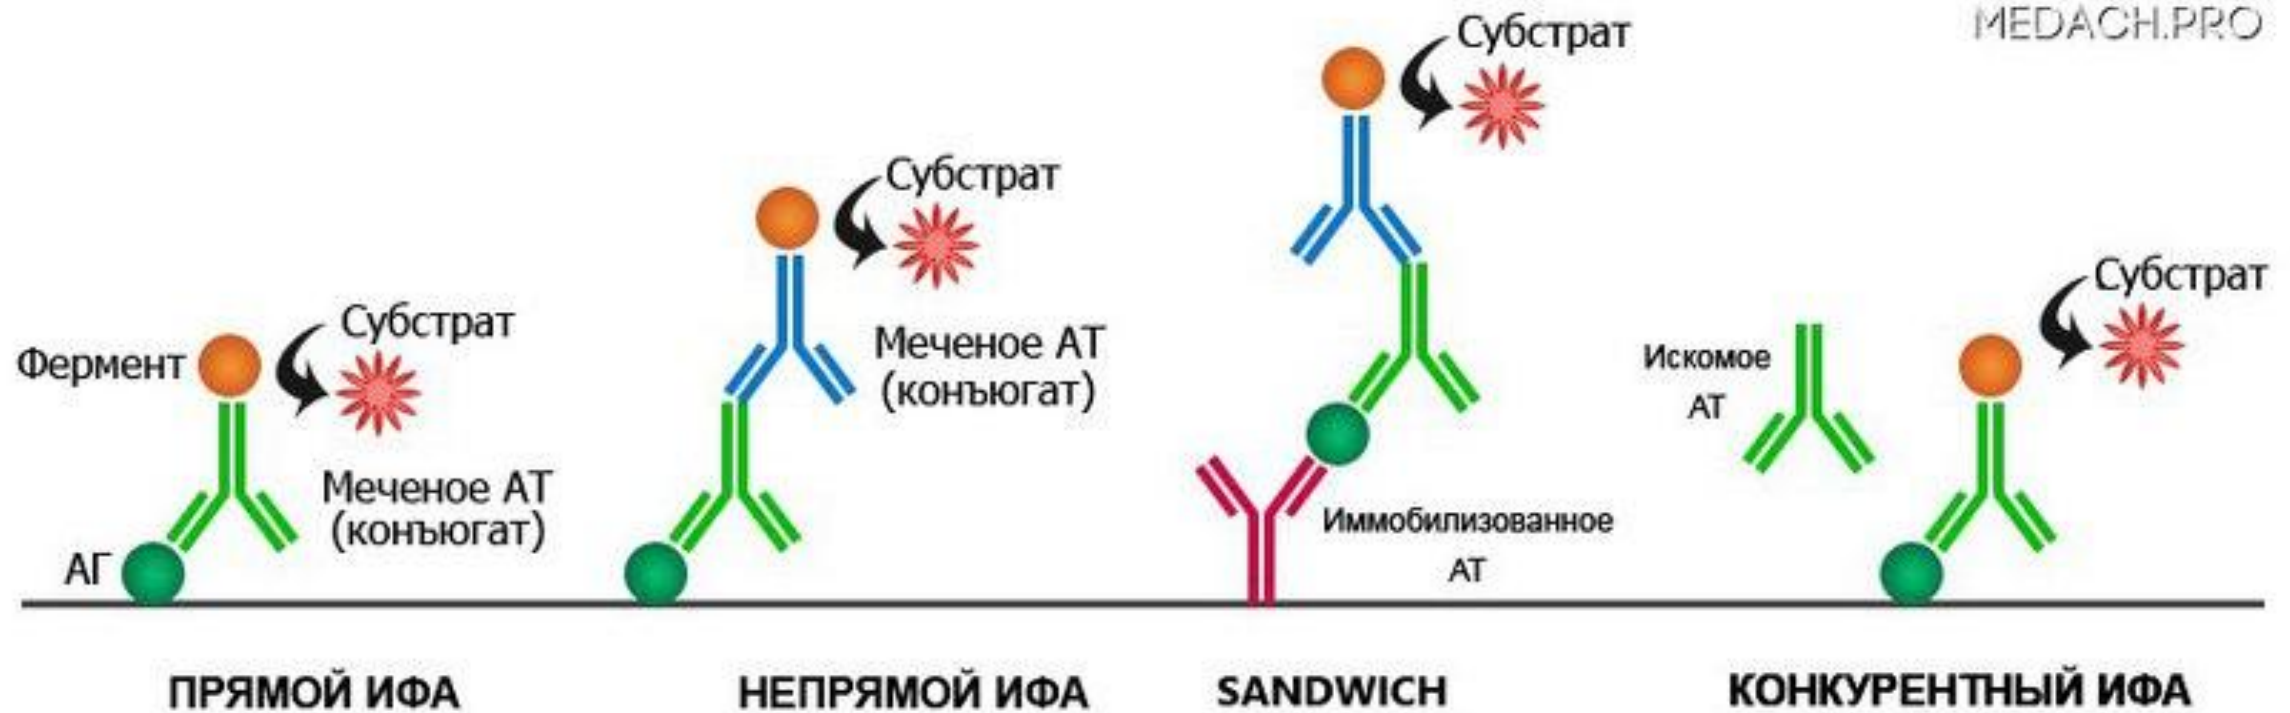 MEDACH.PRO
Субстрат
Фермент
Меченое АТ
(конъюгат)
АГ
ПРЯМОЙ ИФА
Субстрат
Меченое АТ
(конъюгат)
НЕПРЯМОЙ ИФА
Субстрат
Иммобилизованное
АТ
SANDWICH
Искомое
АТ
Субстрат
КОНКУРЕНТНЫЙ ИФА